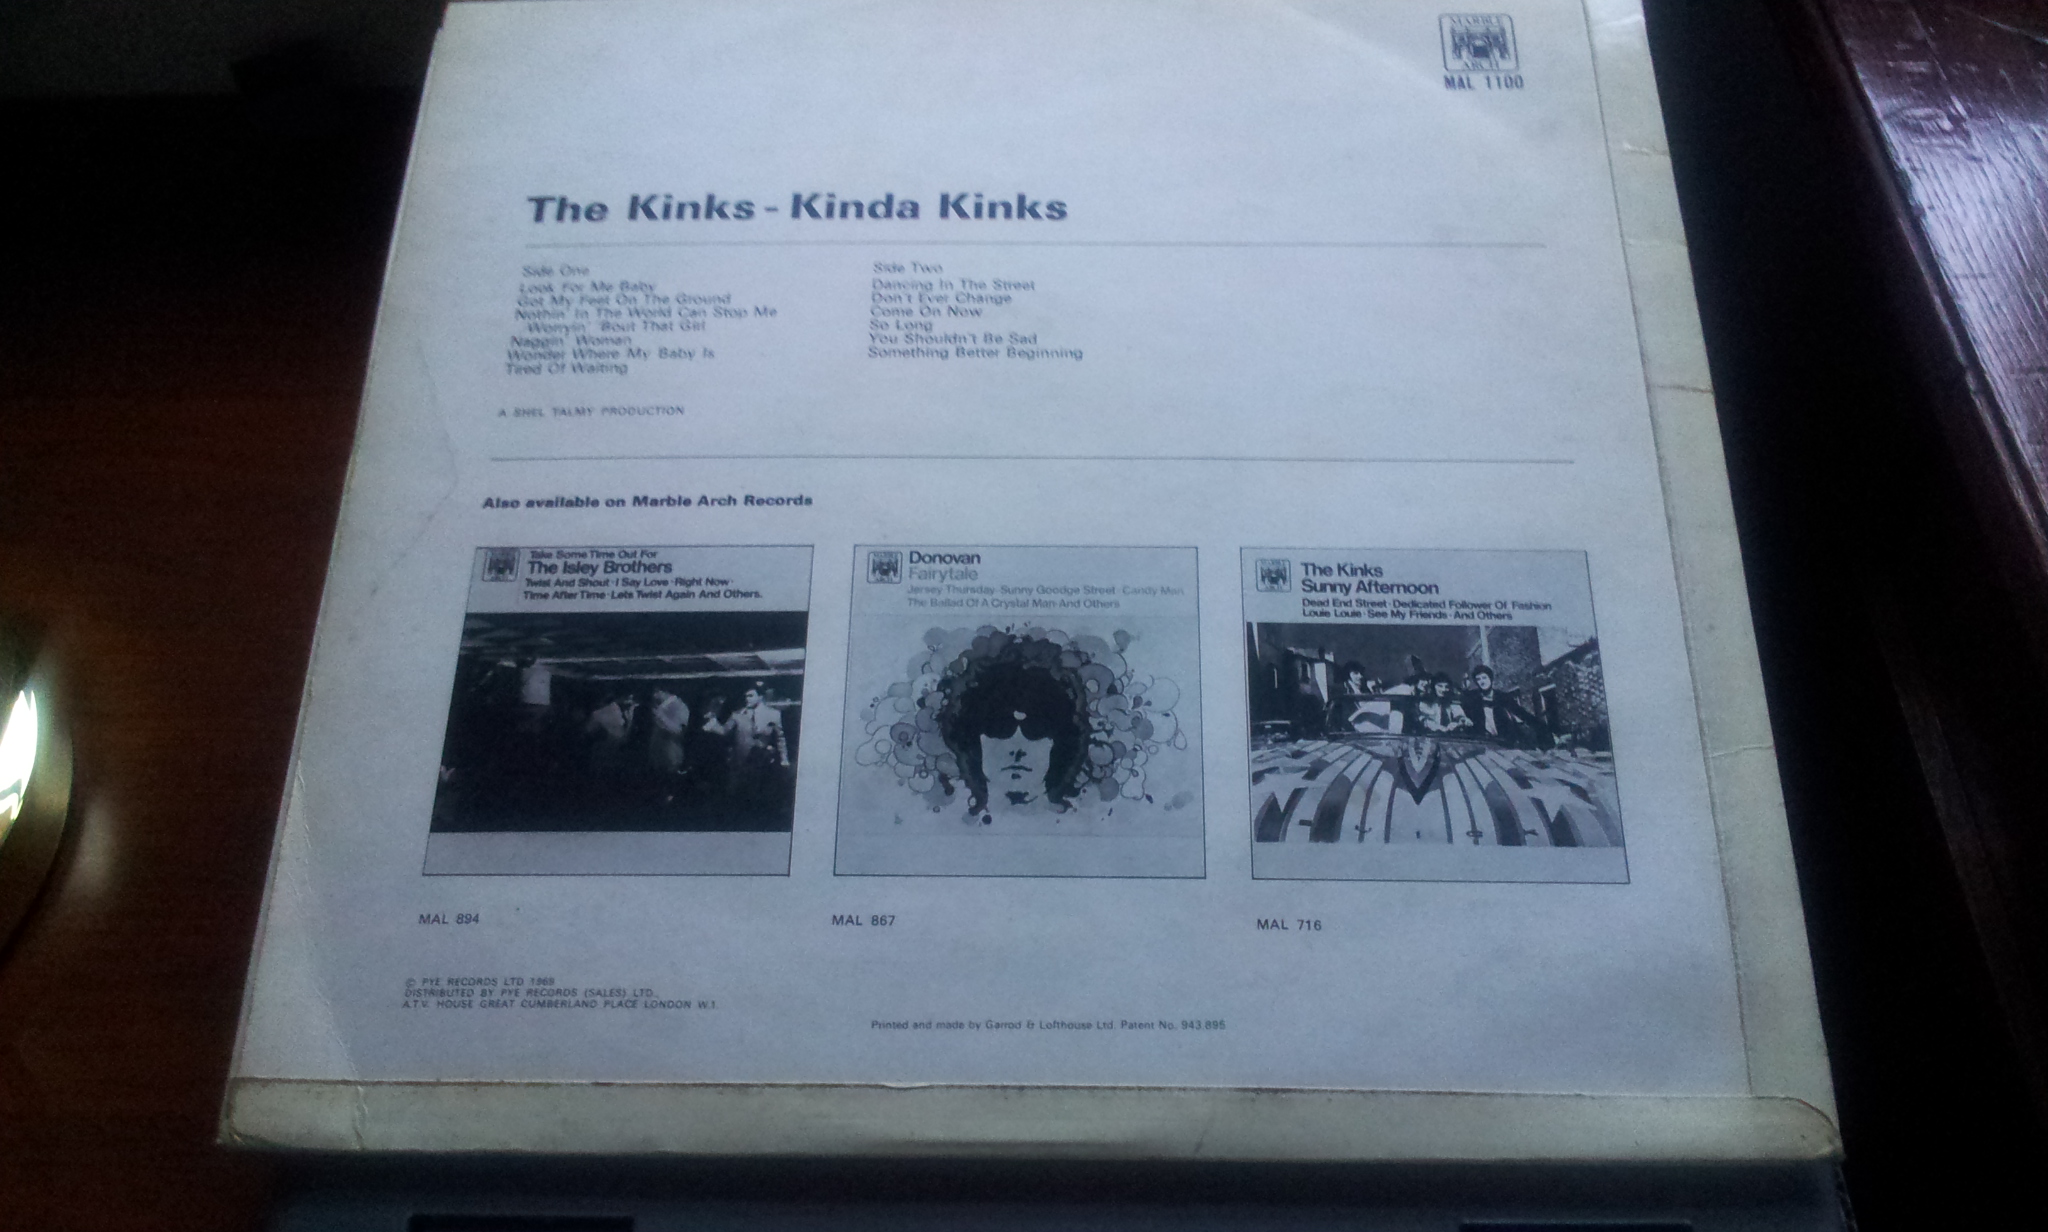 MARBLE
ARCH
MAL 1100
The Kinks - Kinda Kinks
Side One
Look For Me Baby
Got My Feet On The Ground
Nothin' In The World Can Stop Me
Worryin' 'Bout That Girl
Naggin' Woman
Wonder Where My Baby Is
Tired Of Waiting
Side Two
Dancing In The Street
Don't Ever Change
Come On Now
So Long
You Shouldn't Be Sad
Something Better Beginning
A SHEL TALMY PRODUCTION
Also available on Marble Arch Records
MARBLE
ARCH
Take Some Time Out For
The Isley Brothers
Twist And Shout · I Say Love · Right Now ·
Time After Time · Lets Twist Again And Others.
MAL 894
MARBLE
ARCH
Donovan
Fairytale
Jersey Thursday · Sunny Goodge Street · Candy Man
The Ballad Of A Crystal Man And Others
MAL 867
MARBLE
ARCH
The Kinks
Sunny Afternoon
Dead End Street · Dedicated Follower Of Fashion
Louie Louie · See My Friends · And Others
MAL 716
© PYE RECORDS LTD 1969
DISTRIBUTED BY PYE RECORDS (SALES) LTD.,
A.T.V. HOUSE GREAT CUMBERLAND PLACE LONDON W.1.
Printed and made by Garrod & Lofthouse Ltd. Patent No. 943,895